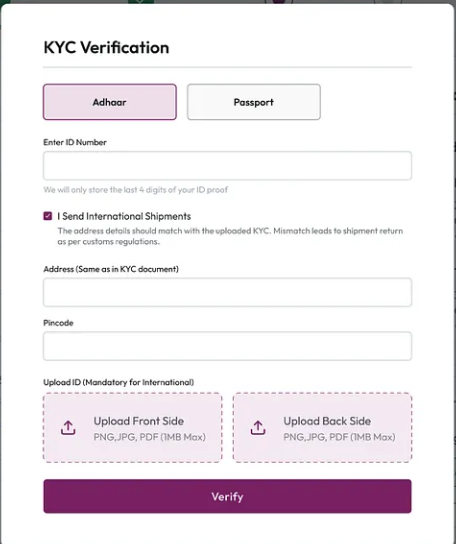 KYC Verification
Adhaar
Passport
Enter ID Number
We will only store the last 4 digits of your ID proof
I Send International Shipments
The address details should match with the uploaded KYC. Mismatch leads to shipment return
as per customs regulations.
Address (Same as in KYC document)
Pincode
Upload ID (Mandatory for International)
Upload Front Side
PNG,JPG, PDF (1MB Max)
Upload Back Side
PNG,JPG, PDF (1MB Max)
Verify